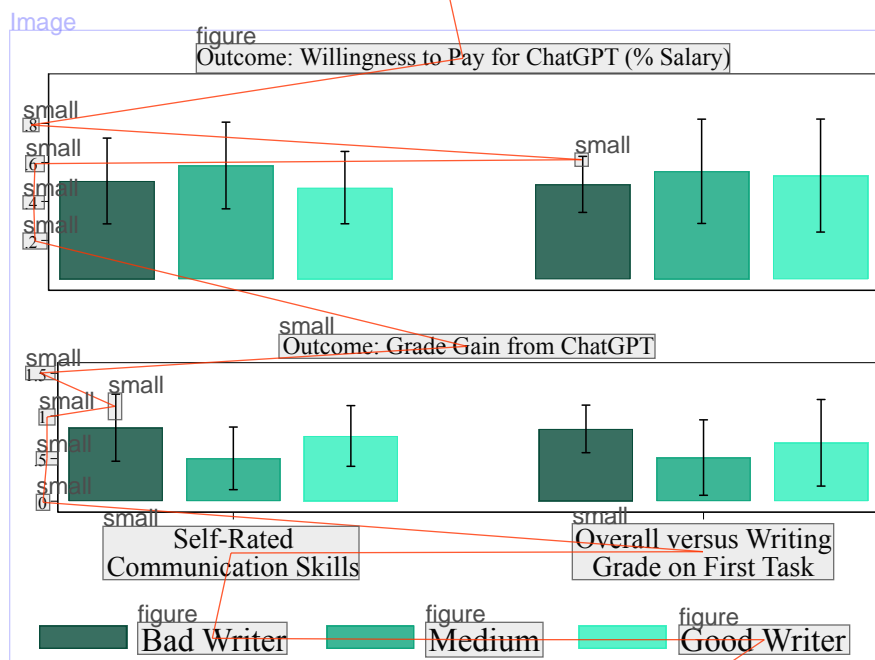 Image
figure
Outcome: Willingness to Pay for ChatGPT (% Salary)
small
.8
small
small
.6
small
.4
small
.2
small
Outcome: Grade Gain from ChatGPT
small
1.5
small
small
1
small
.5
small
0
small
Self-Rated
Communication Skills
small
Overall versus Writing
Grade on First Task
figure
Bad Writer
figure
Medium
figure
Good Writer